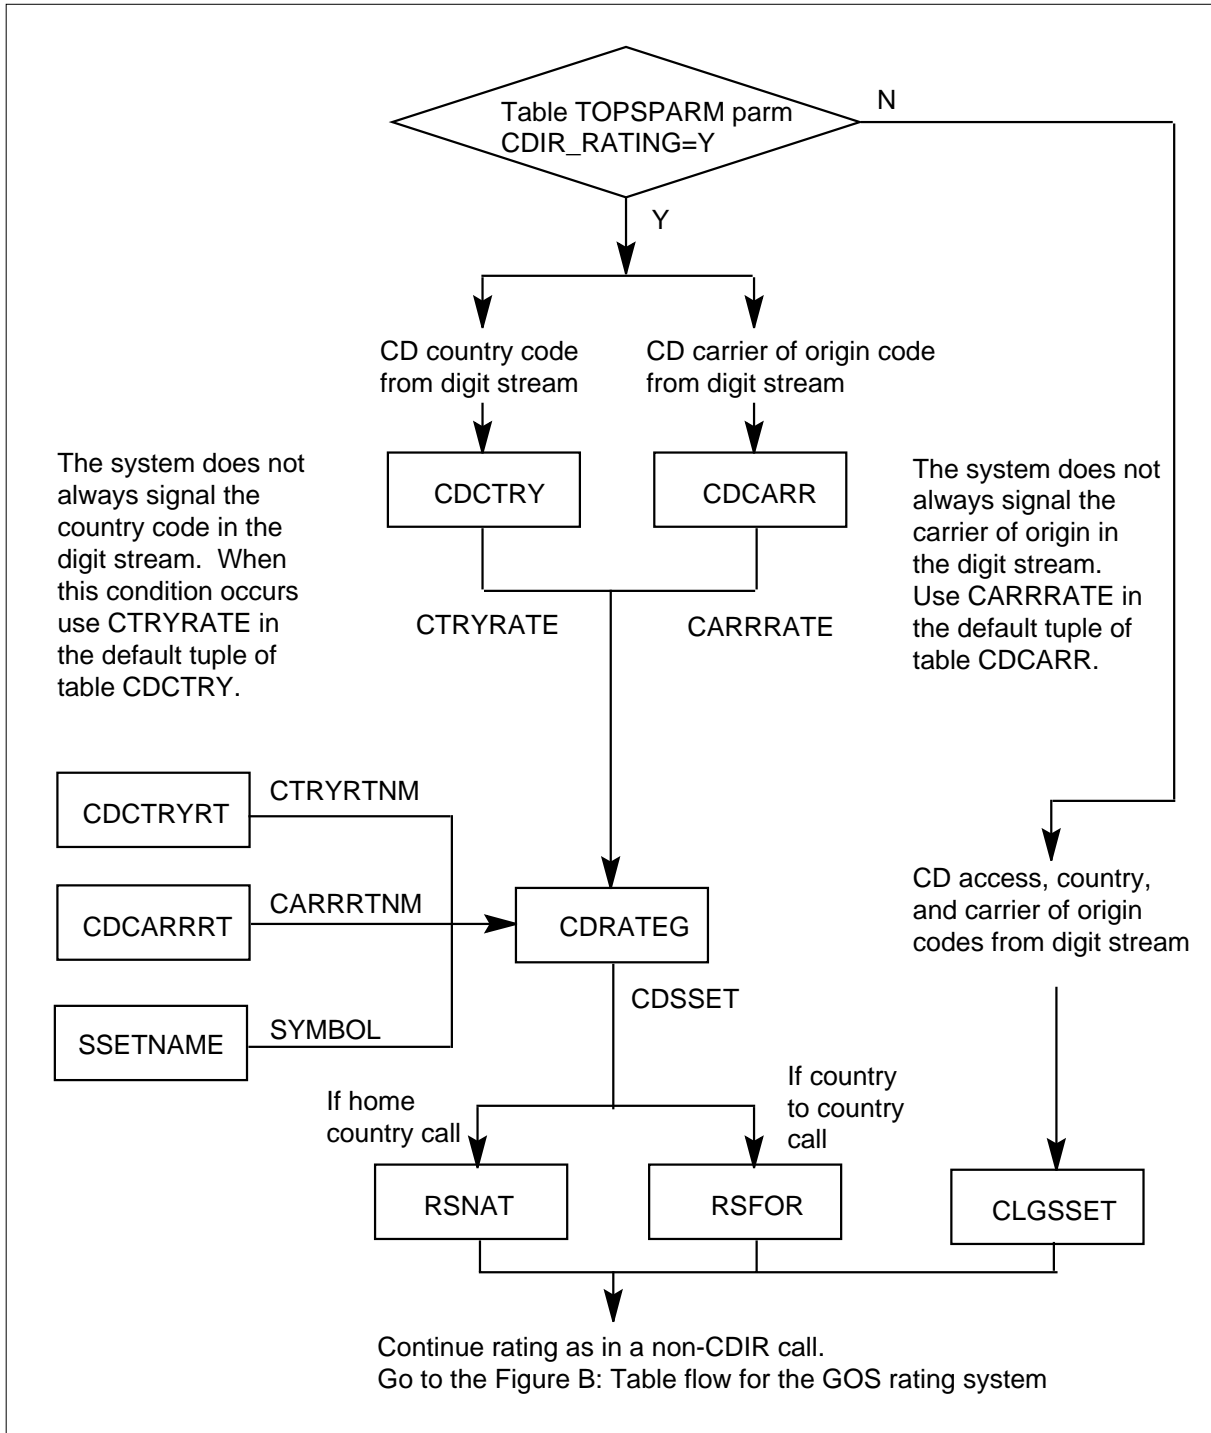 Table TOPSPARM parm
CDIR_RATING=Y
N
Y
CD country code
from digit stream
CD carrier of origin code
from digit stream
The system does not
always signal the
country code in the
digit stream.  When
this condition occurs
use CTRYRATE in
the default tuple of
table CDCTRY.
CDCTRY
CDCARR
The system does not
always signal the
carrier of origin in
the digit stream.
Use CARRRATE in
the default tuple of
table CDCARR.
CTRYRATE
CARRRATE
CDCTRYRT
CTRYRTNM
CDCARRRT
CARRRTNM
CDRATEG
CD access, country,
and carrier of origin
codes from digit stream
SSETNAME
SYMBOL
CDSSET
If home
country call
If country
to country
call
RSNAT
RSFOR
CLGSSET
Continue rating as in a non-CDIR call.
Go to the Figure B: Table flow for the GOS rating system